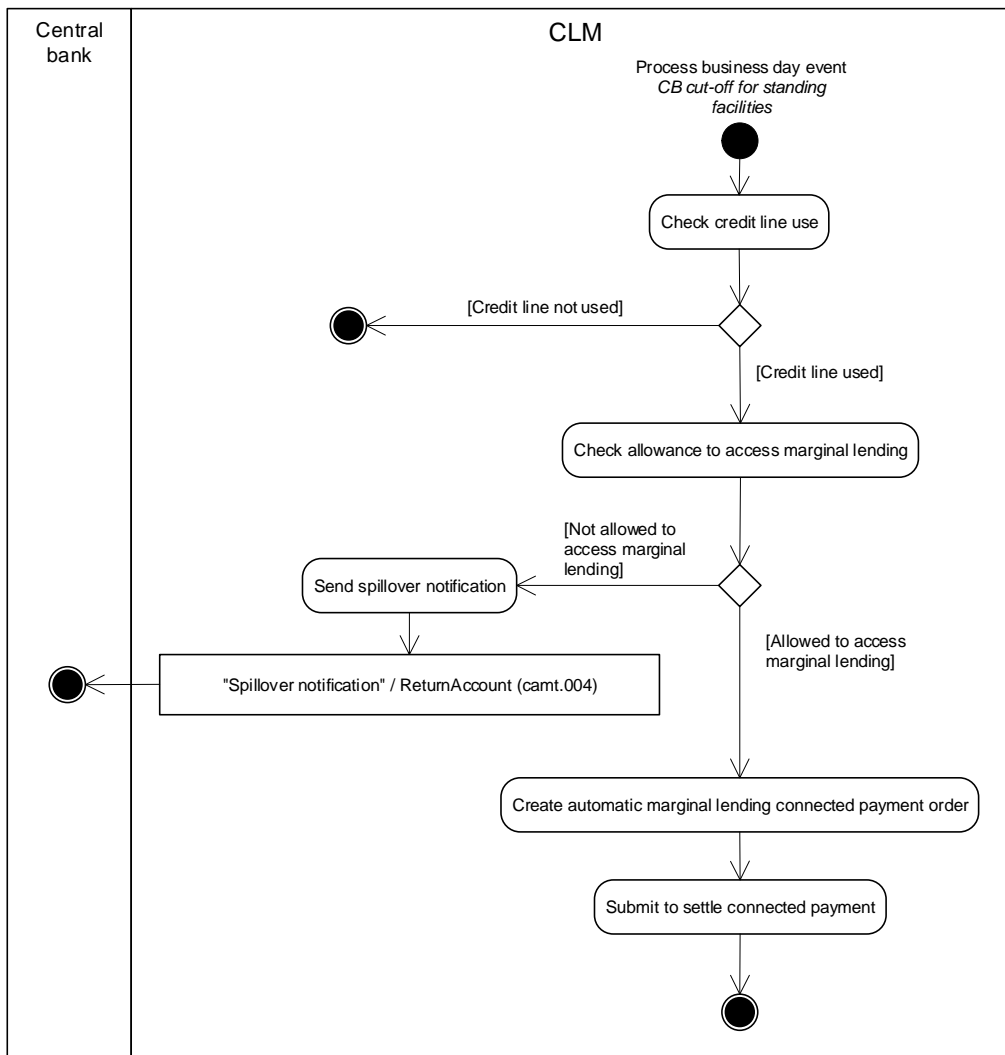 Central
bank
CLM
Process business day event
CB cut-off for standing
facilities
Check credit line use
[Credit line not used]
[Credit line used]
Check allowance to access marginal lending
[Not allowed to
access marginal
lending]
Send spillover notification
[Allowed to access
marginal lending]
"Spillover notification" / ReturnAccount (camt.004)
Create automatic marginal lending connected payment order
Submit to settle connected payment